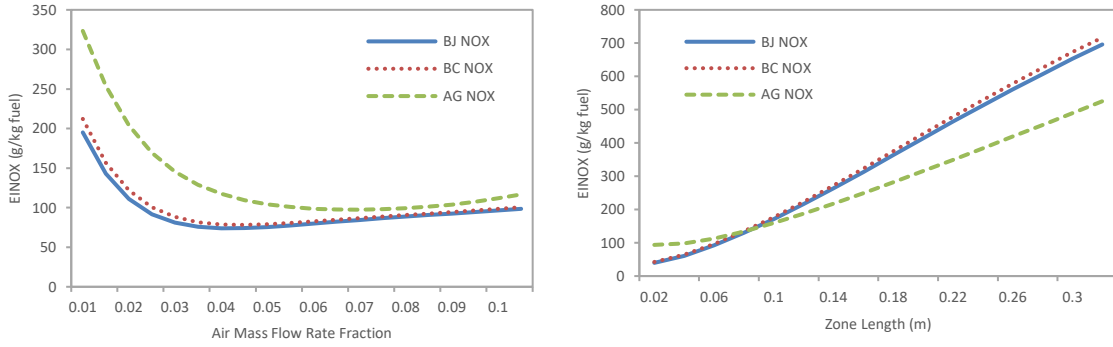 350
300
250
200
150
100
50
0
EINOX (g/kg fuel)
BJ NOX
BC NOX
AG NOX
0.01 0.02 0.03 0.04 0.05 0.06 0.07 0.08 0.09 0.1
Air Mass Flow Rate Fraction
800
700
600
500
400
300
200
100
0
EINOX (g/kg fuel)
BJ NOX
BC NOX
AG NOX
0.02 0.06 0.1 0.14 0.18 0.22 0.26 0.3
Zone Length (m)